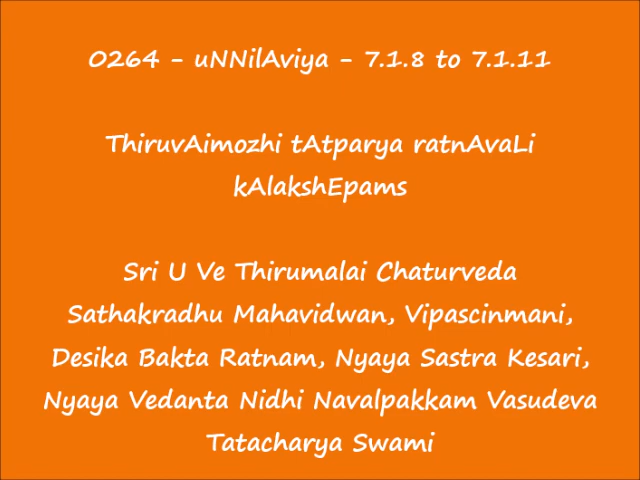 0264 - uNNilAviya - 7.1.8 to 7.1.11
ThiruvAimozhi tAtparya ratnAvaLi
kAlakshEpams
Sri U Ve Thirumalai Chaturveda
Sathakradhu Mahavidwan, Vipascinmani,
Desika Bakta Ratnam, Nyaya Sastra Kesari,
Nyaya Vedanta Nidhi Navalpakkam Vasudeva
Tatacharya Swami